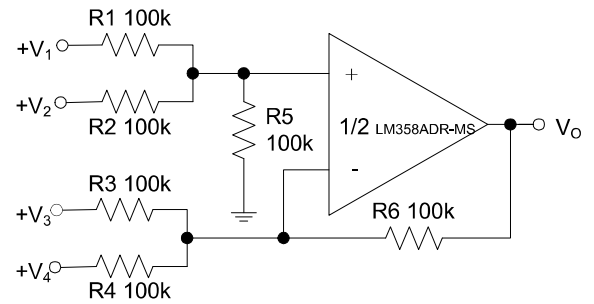 R1 100k
+V1
+V2
R2 100k
R5
100k
+
1/2 LM358ADR-MS
-
VO
R3 100k
+V3
R6 100k
+V4
R4 100k